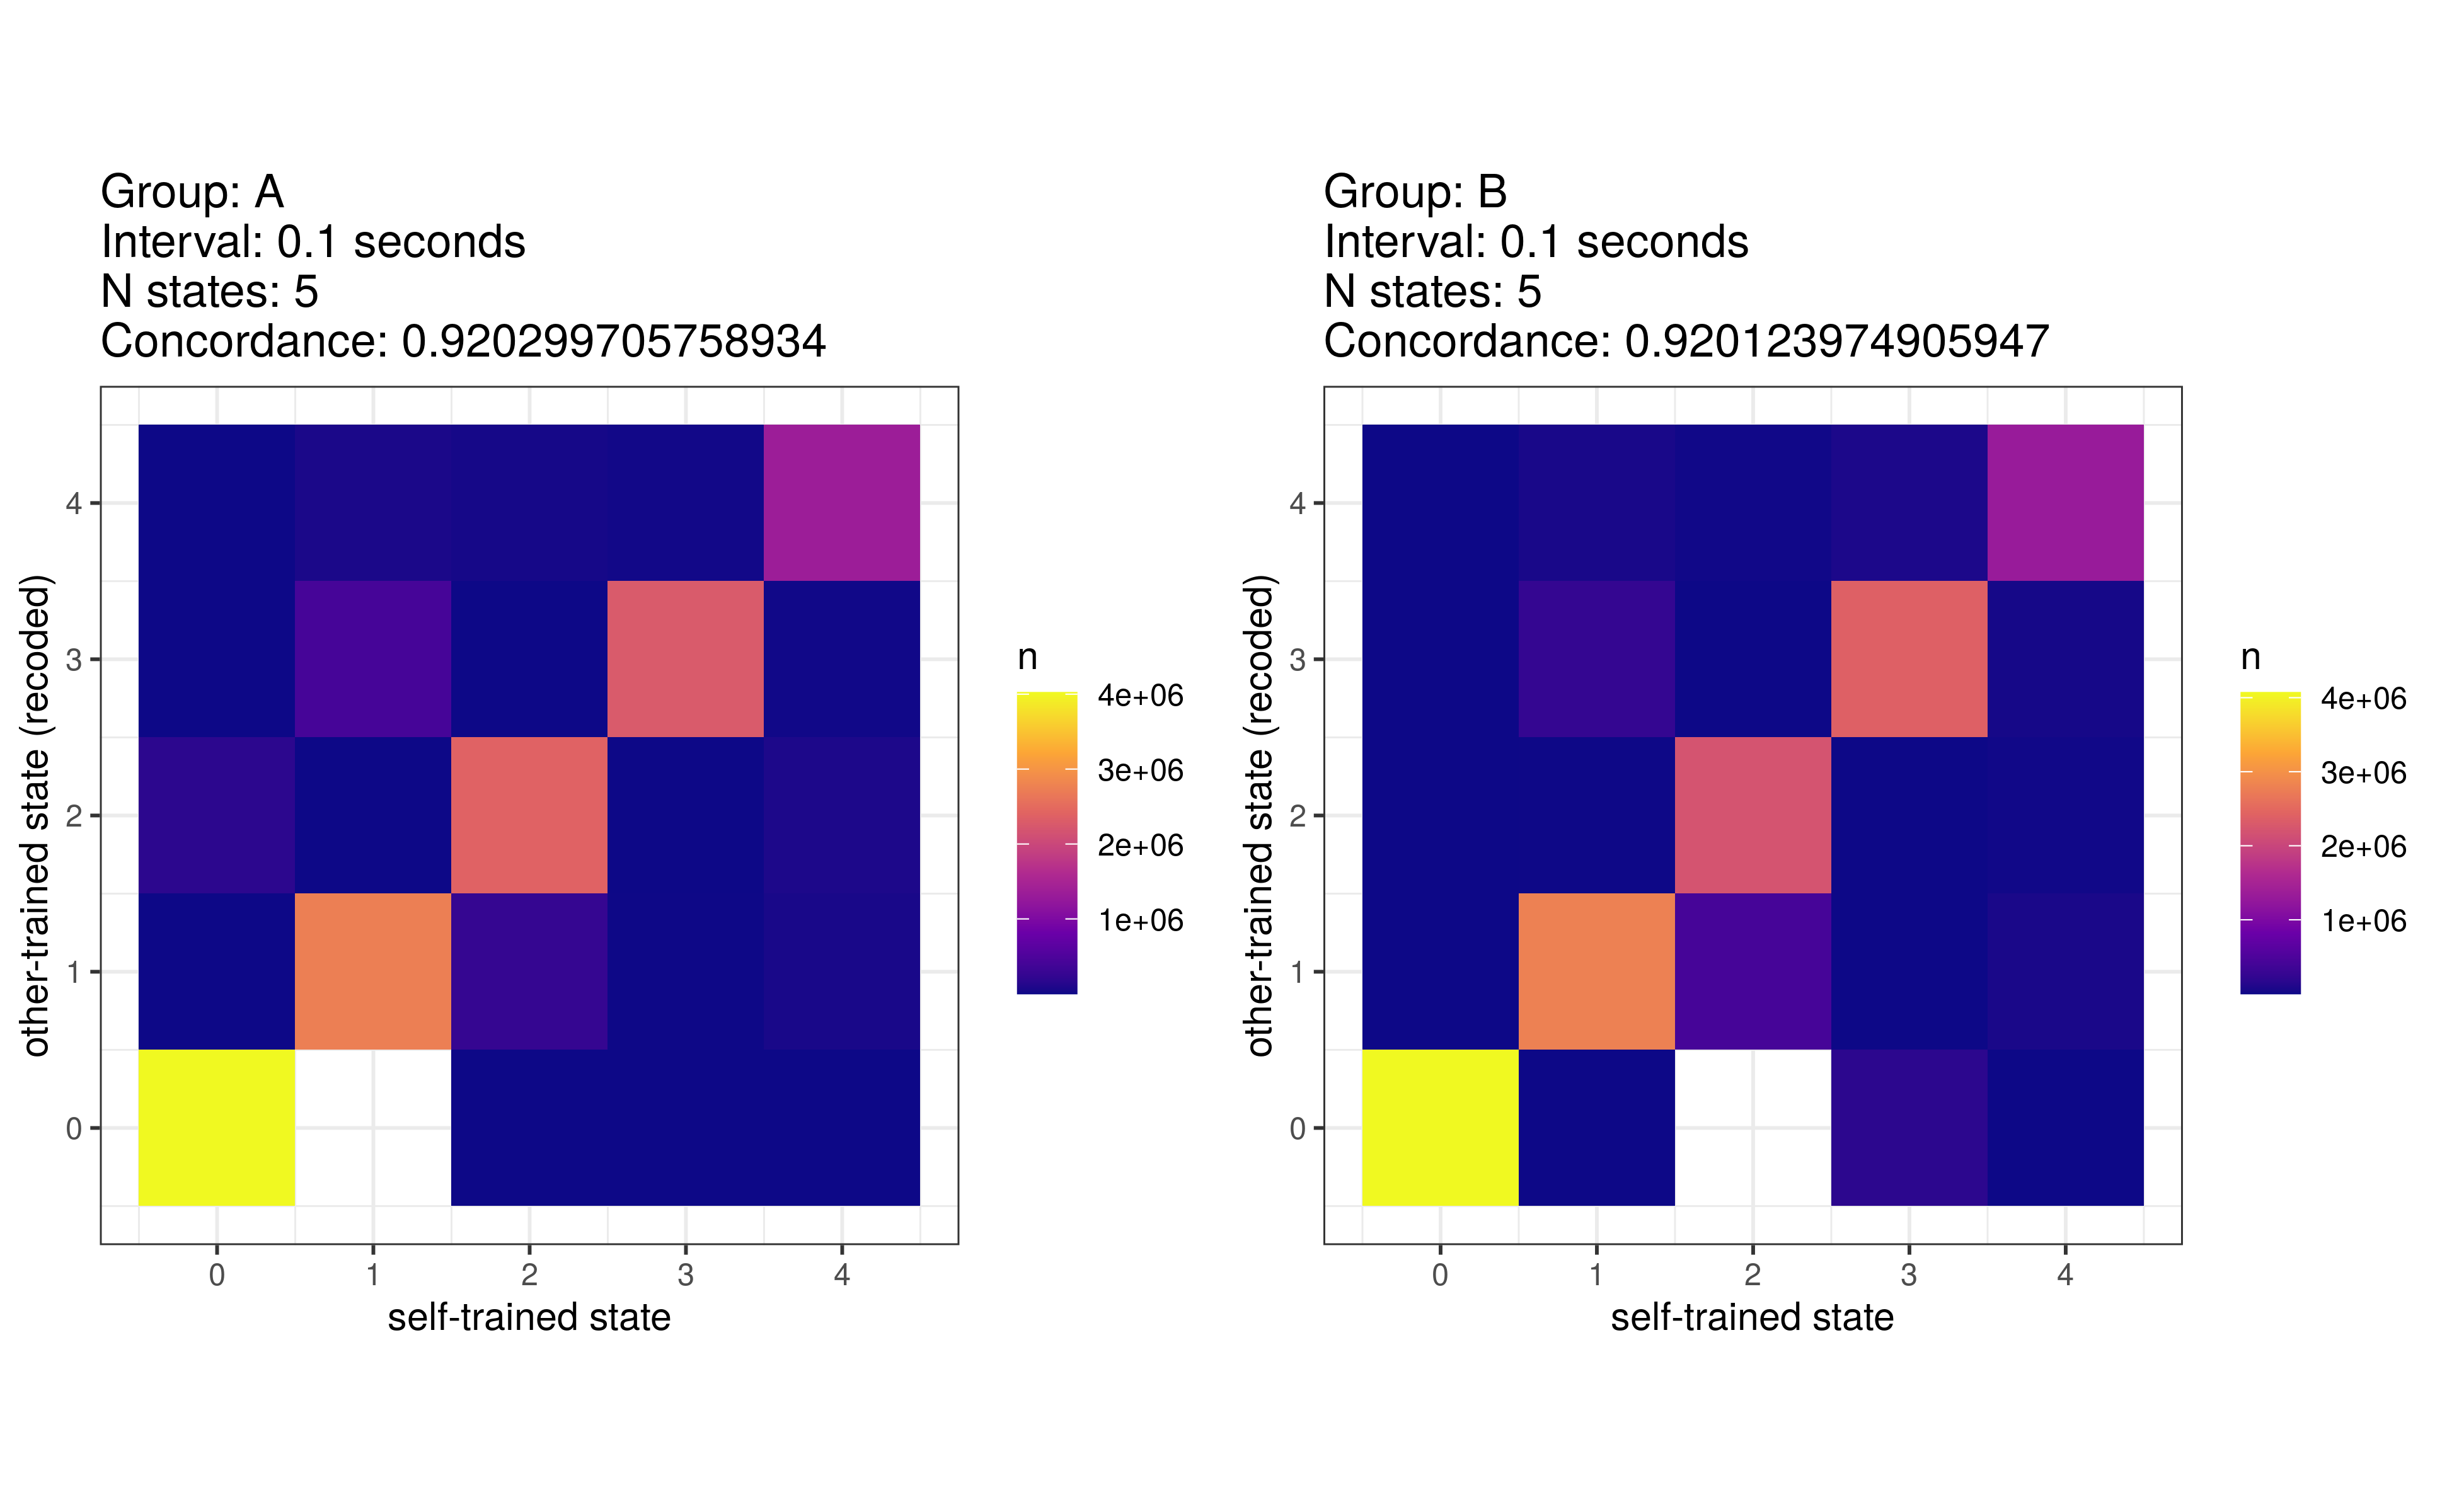 Group: A
Interval: 0.1 seconds
N states: 5
Concordance: 0.920299705758934
other-trained state (recoded)
4
3
2
1
0
0 1 2 3 4
self-trained state
n
4e+06
3e+06
2e+06
1e+06
Group: B
Interval: 0.1 seconds
N states: 5
Concordance: 0.920123974905947
other-trained state (recoded)
4
3
2
1
0
0 1 2 3 4
self-trained state
n
4e+06
3e+06
2e+06
1e+06